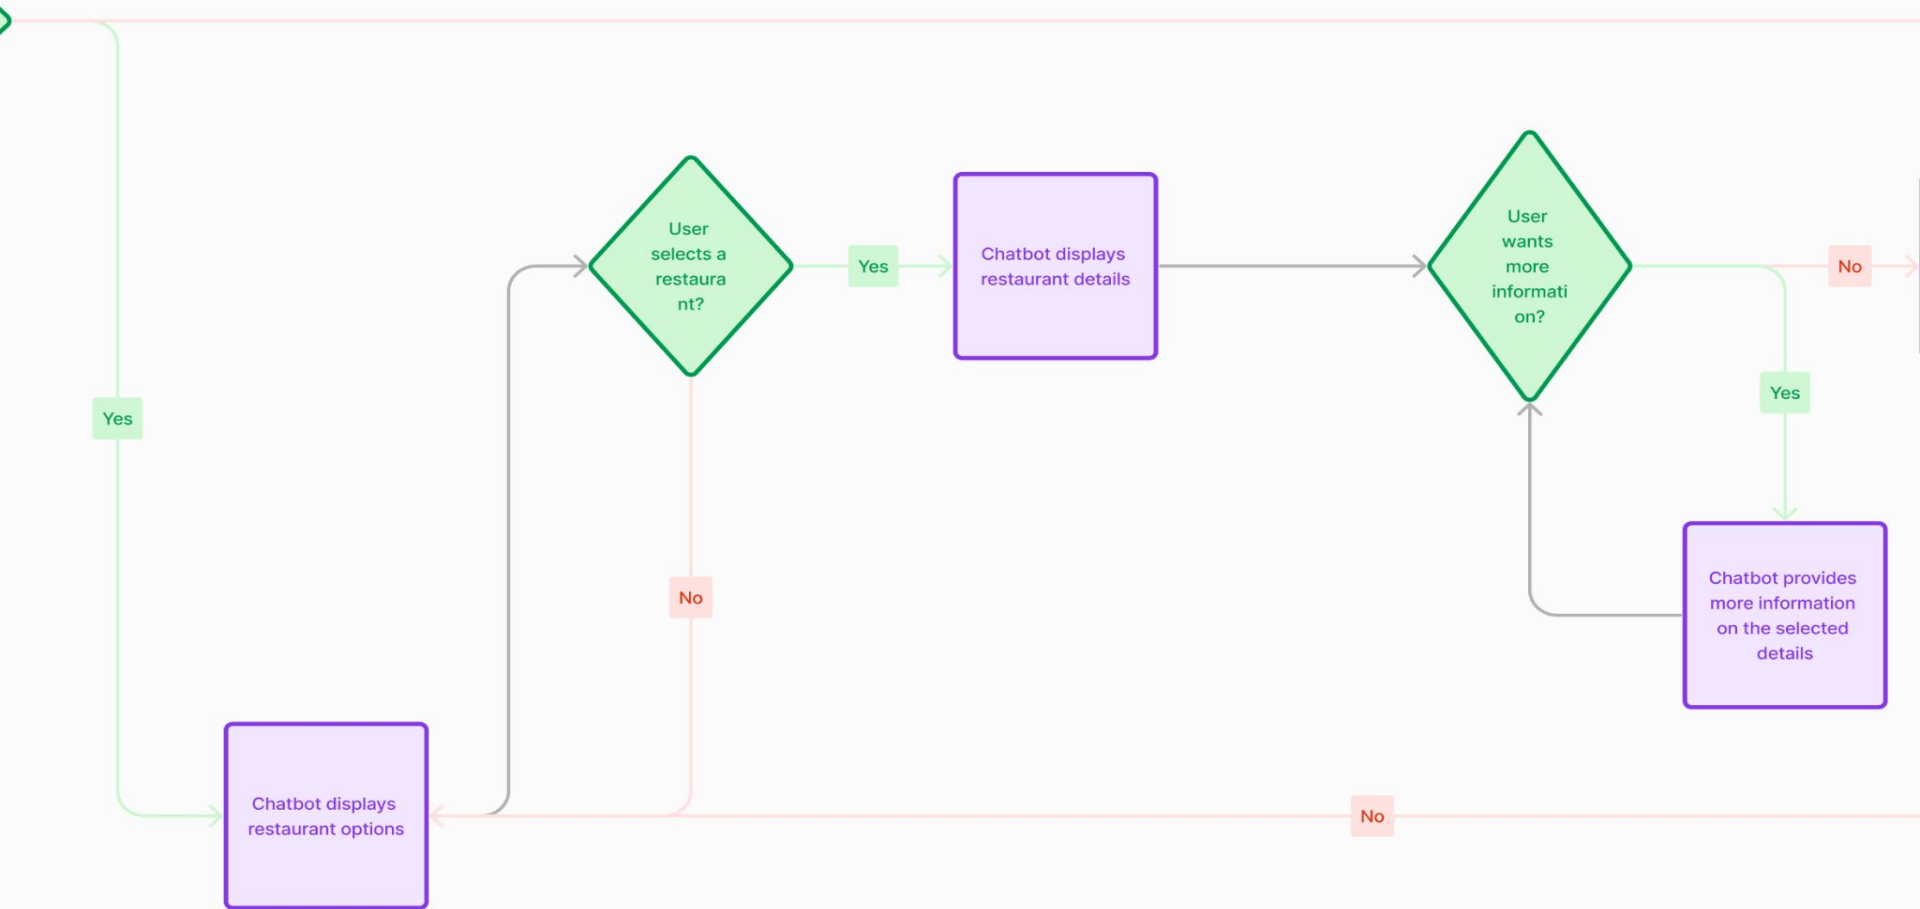 User
selects a
restaura
nt?
Yes
Chatbot displays
restaurant details
User
wants
more
informati
on?
No
Yes
Yes
No
Chatbot provides
more information
on the selected
details
Chatbot displays
restaurant options
No